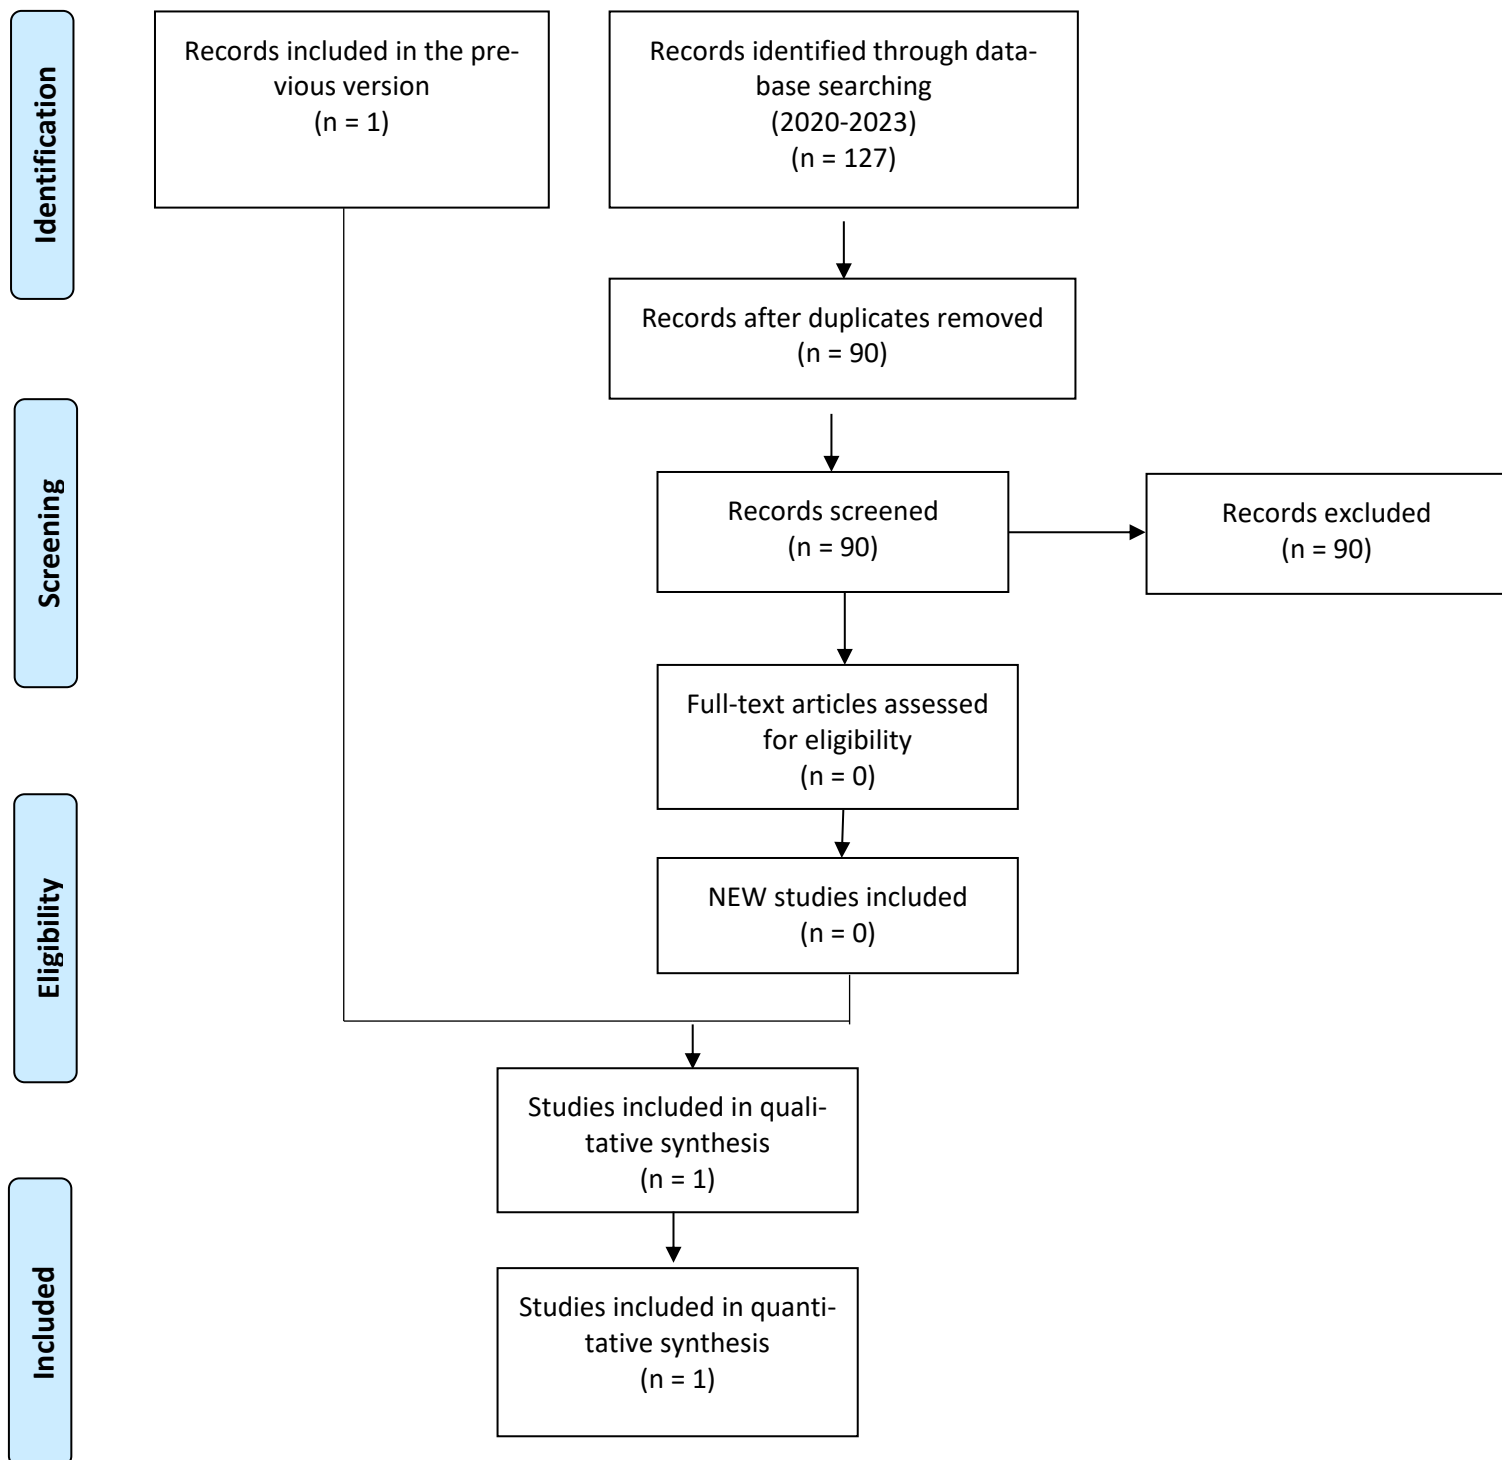 Identification
Records included in the pre-
vious version
(n = 1)
Records identified through data-
base searching
(2020-2023)
(n = 127)
Records after duplicates removed
(n = 90)
Screening
Records screened
(n = 90)
Records excluded
(n = 90)
Full-text articles assessed
for eligibility
(n = 0)
Eligibility
NEW studies included
(n = 0)
Studies included in quali-
tative synthesis
(n = 1)
Included
Studies included in quanti-
tative synthesis
(n = 1)